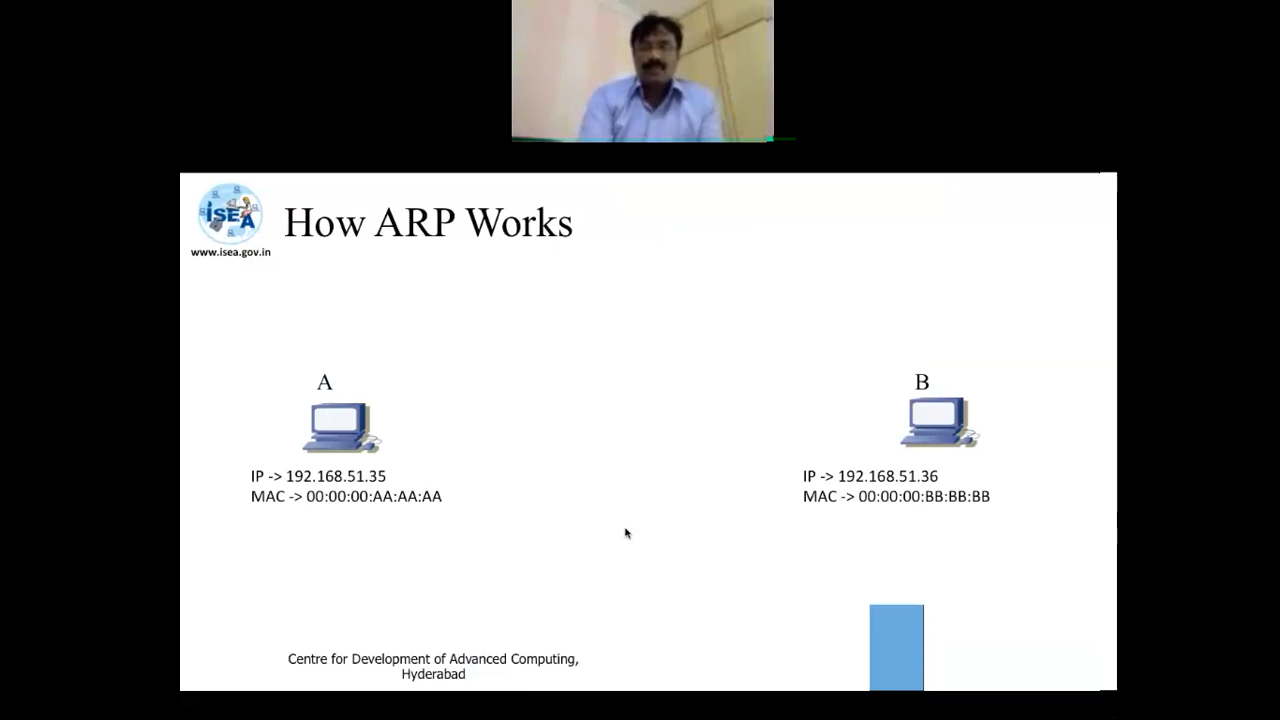 ISEA
www.isea.gov.in
How ARP Works
A
B
IP -> 192.168.51.35
MAC -> 00:00:00:AA:AA:AA
IP -> 192.168.51.36
MAC -> 00:00:00:BB:BB:BB
Centre for Development of Advanced Computing,
Hyderabad